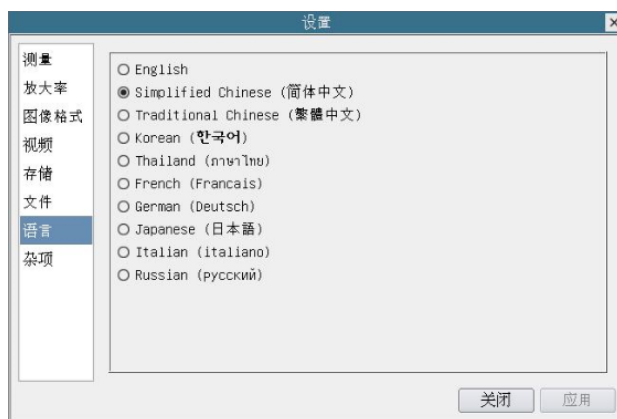 设置
测量
放大率
图像格式
视频
存储
文件
语言
杂项
English
Simplified Chinese (简体中文)
Traditional Chinese (繁體中文)
Korean (한국어)
Thailand (ภาษาไทย)
French (Francais)
German (Deutsch)
Japanese (日本語)
Italian (italiano)
Russian (русский)
关闭
应用